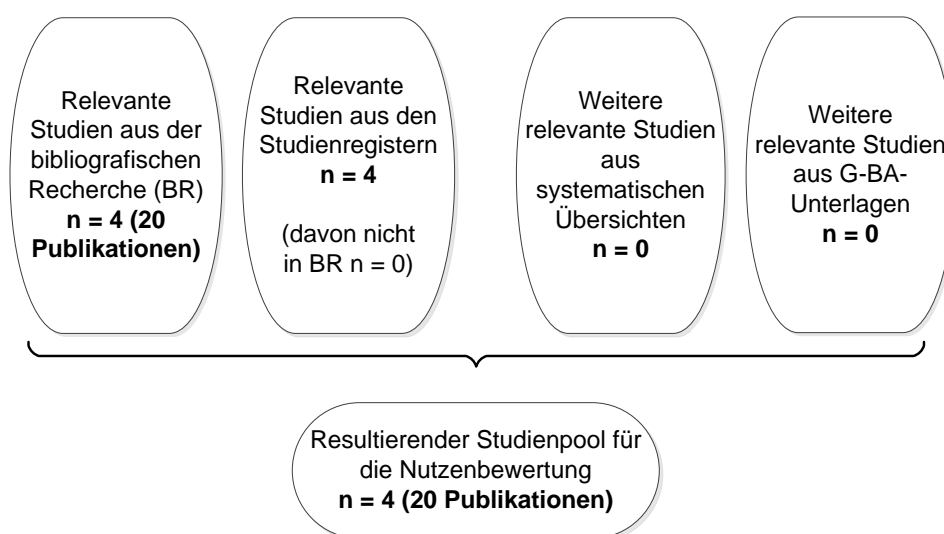 Relevante
Studien aus der
bibliografischen
Recherche (BR)
n = 4 (20
Publikationen)
Relevante
Studien aus den
Studienregistern
n = 4
(davon nicht
in BR n = 0)
Weitere
relevante Studien
aus
systematischen
Übersichten
n = 0
Weitere
relevante Studien
aus G-BA-
Unterlagen
n = 0
Resultierender Studienpool für
die Nutzenbewertung
n = 4 (20 Publikationen)